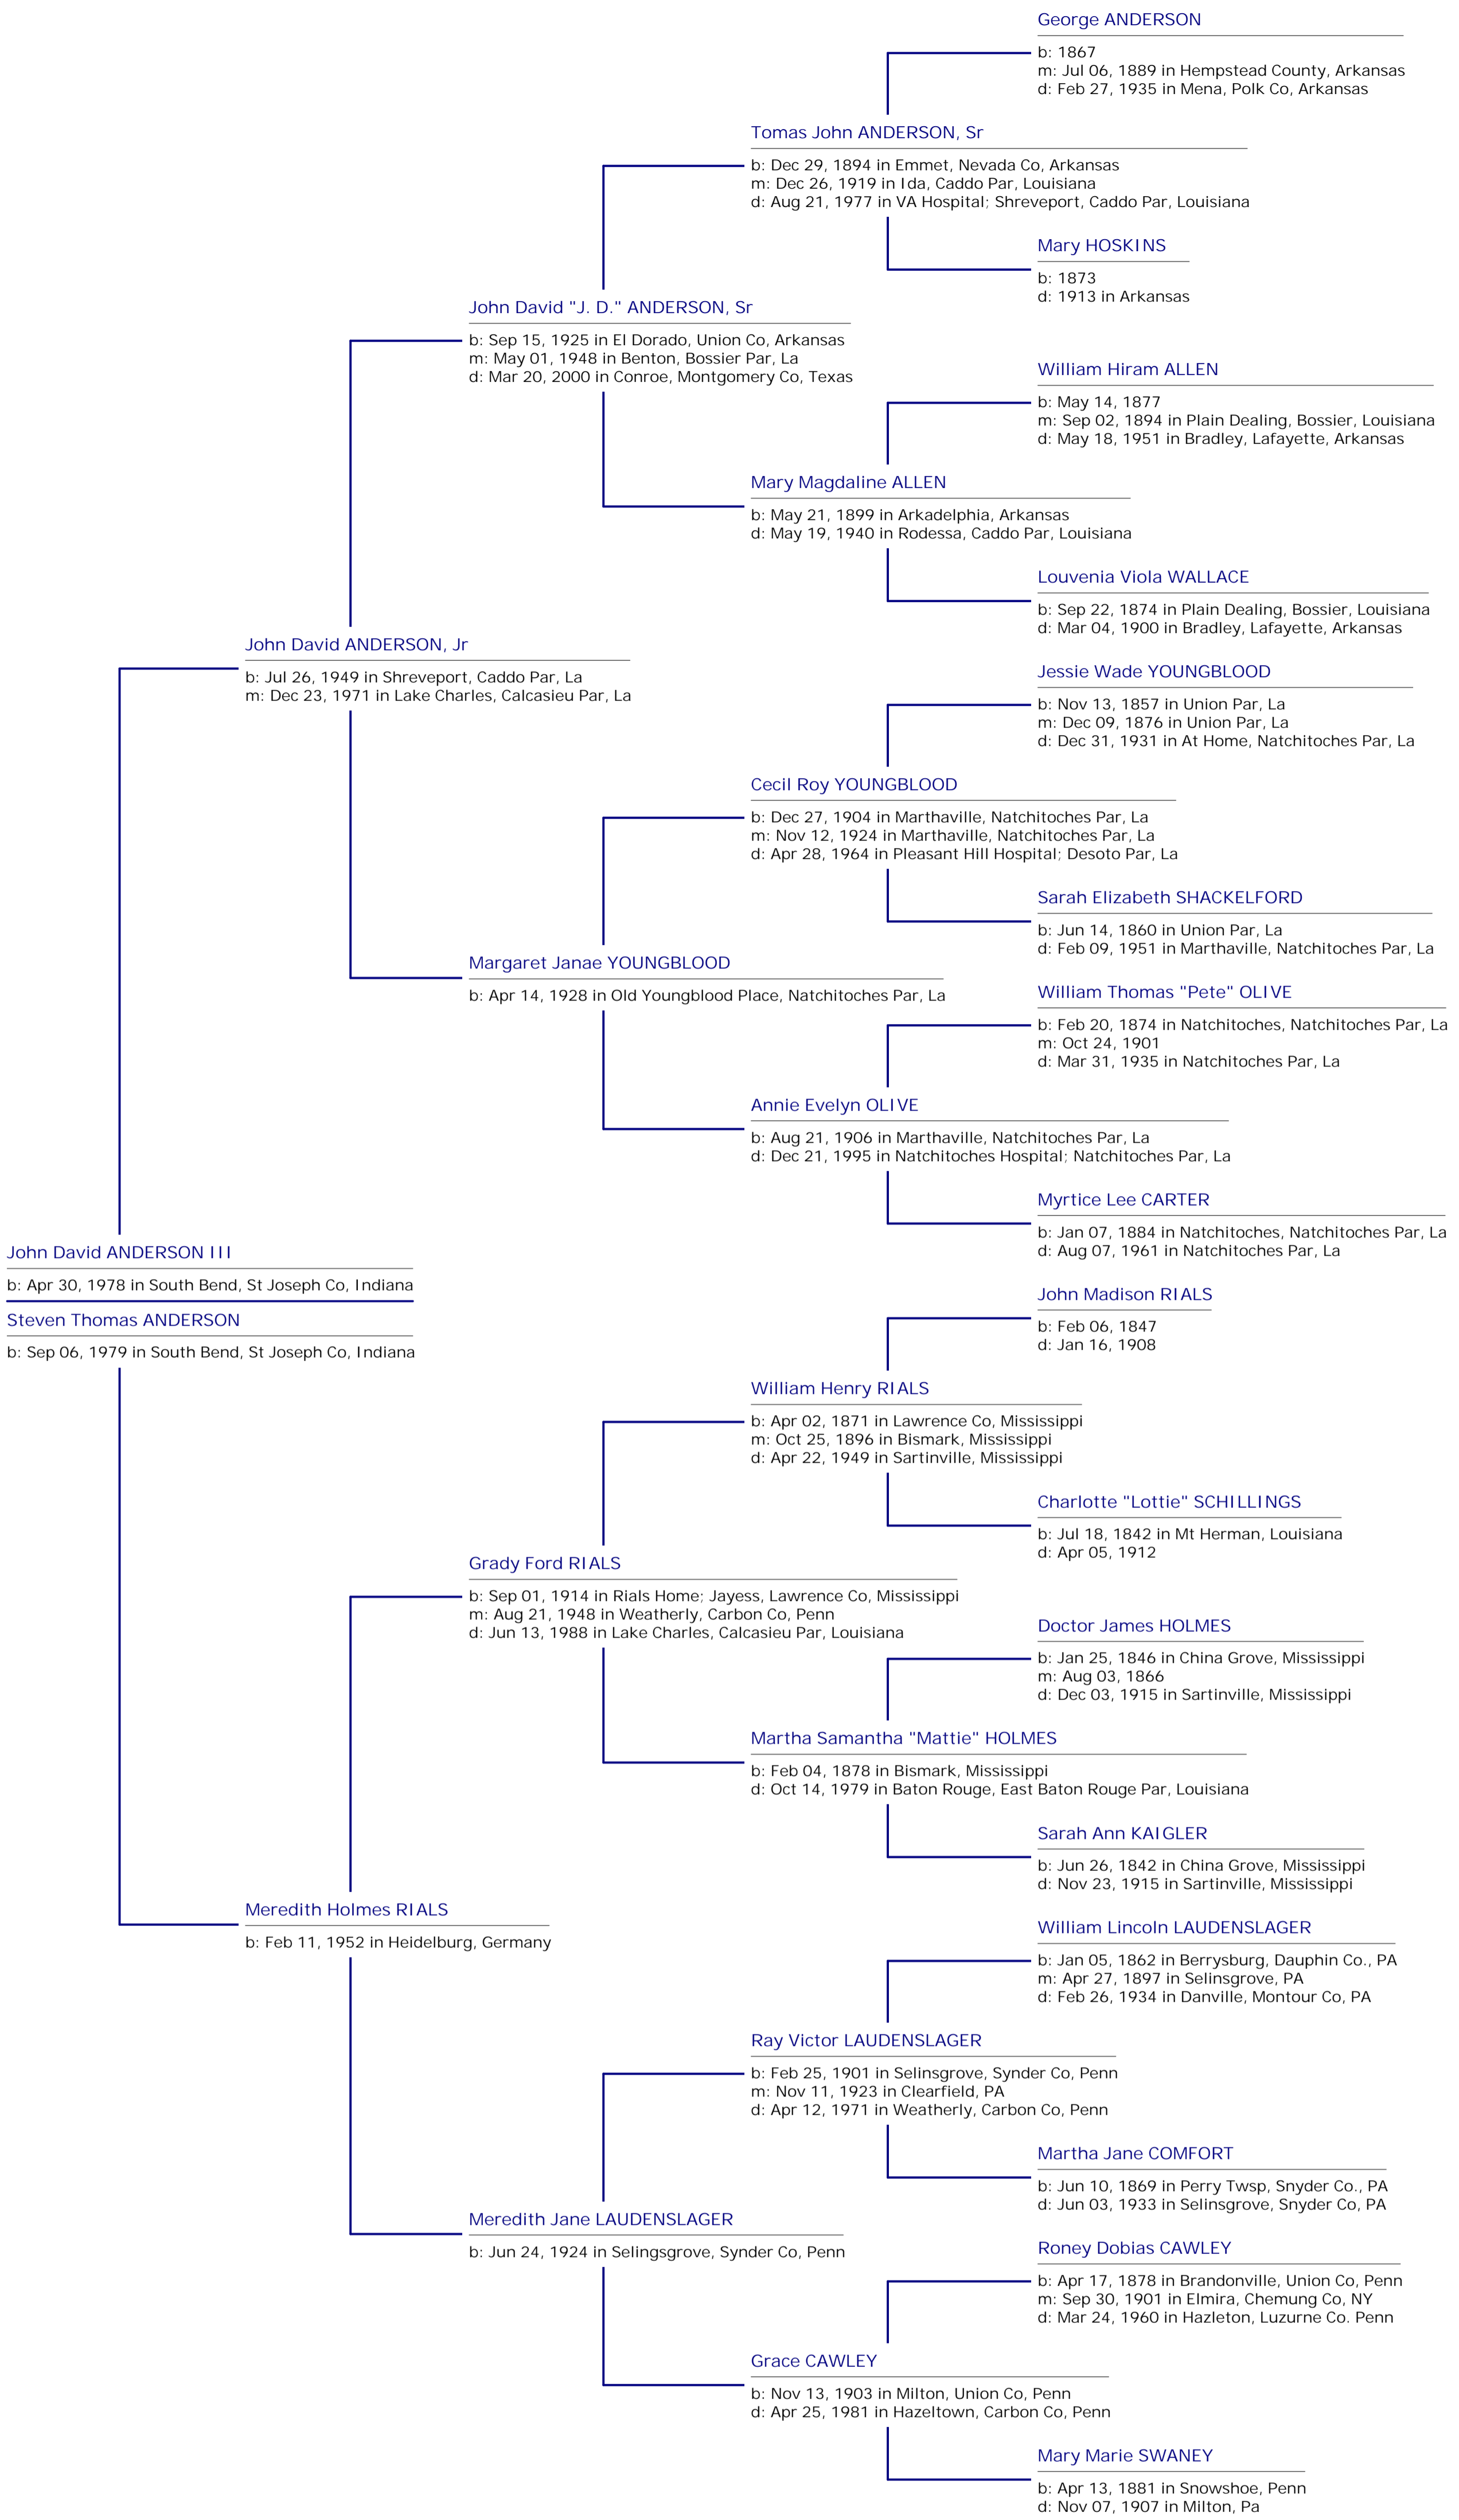 George ANDERSON
b: 1867
m: Jul 06, 1889 in Hempstead County, Arkansas
d: Feb 27, 1935 in Mena, Polk Co, Arkansas
Tomas John ANDERSON, Sr
b: Dec 29, 1894 in Emmet, Nevada Co, Arkansas
m: Dec 26, 1919 in Ida, Caddo Par, Louisiana
d: Aug 21, 1977 in VA Hospital; Shreveport, Caddo Par, Louisiana
Mary HOSKINS
b: 1873
d: 1913 in Arkansas
John David "J. D." ANDERSON, Sr
b: Sep 15, 1925 in El Dorado, Union Co, Arkansas
m: May 01, 1948 in Benton, Bossier Par, La
d: Mar 20, 2000 in Conroe, Montgomery Co, Texas
William Hiram ALLEN
b: May 14, 1877
m: Sep 02, 1894 in Plain Dealing, Bossier, Louisiana
d: May 18, 1951 in Bradley, Lafayette, Arkansas
Mary Magdaline ALLEN
b: May 21, 1899 in Arkadelphia, Arkansas
d: May 19, 1940 in Rodessa, Caddo Par, Louisiana
Louvenia Viola WALLACE
b: Sep 22, 1874 in Plain Dealing, Bossier, Louisiana
d: Mar 04, 1900 in Bradley, Lafayette, Arkansas
John David ANDERSON, Jr
b: Jul 26, 1949 in Shreveport, Caddo Par, La
m: Dec 23, 1971 in Lake Charles, Calcasieu Par, La
Jessie Wade YOUNGBLOOD
b: Nov 13, 1857 in Union Par, La
m: Dec 09, 1876 in Union Par, La
d: Dec 31, 1931 in At Home, Natchitoches Par, La
Cecil Roy YOUNGBLOOD
b: Dec 27, 1904 in Marthaville, Natchitoches Par, La
m: Nov 12, 1924 in Marthaville, Natchitoches Par, La
d: Apr 28, 1964 in Pleasant Hill Hospital; Desoto Par, La
Sarah Elizabeth SHACKELFORD
b: Jun 14, 1860 in Union Par, La
d: Feb 09, 1951 in Marthaville, Natchitoches Par, La
Margaret Janae YOUNGBLOOD
b: Apr 14, 1928 in Old Youngblood Place, Natchitoches Par, La
William Thomas "Pete" OLIVE
b: Feb 20, 1874 in Natchitoches, Natchitoches Par, La
m: Oct 24, 1901
d: Mar 31, 1935 in Natchitoches Par, La
Annie Evelyn OLIVE
b: Aug 21, 1906 in Marthaville, Natchitoches Par, La
d: Dec 21, 1995 in Natchitoches Hospital; Natchitoches Par, La
Myrtice Lee CARTER
b: Jan 07, 1884 in Natchitoches, Natchitoches Par, La
d: Aug 07, 1961 in Natchitoches Par, La
John David ANDERSON III
b: Apr 30, 1978 in South Bend, St Joseph Co, Indiana
Steven Thomas ANDERSON
b: Sep 06, 1979 in South Bend, St Joseph Co, Indiana
John Madison RIALS
b: Feb 06, 1847
d: Jan 16, 1908
William Henry RIALS
b: Apr 02, 1871 in Lawrence Co, Mississippi
m: Oct 25, 1896 in Bismark, Mississippi
d: Apr 22, 1949 in Sartinville, Mississippi
Charlotte "Lottie" SCHILLINGS
b: Jul 18, 1842 in Mt Herman, Louisiana
d: Apr 05, 1912
Grady Ford RIALS
b: Sep 01, 1914 in Rials Home; Jayess, Lawrence Co, Mississippi
m: Aug 21, 1948 in Weatherly, Carbon Co, Penn
d: Jun 13, 1988 in Lake Charles, Calcasieu Par, Louisiana
Doctor James HOLMES
b: Jan 25, 1846 in China Grove, Mississippi
m: Aug 03, 1866
d: Dec 03, 1915 in Sartinville, Mississippi
Martha Samantha "Mattie" HOLMES
b: Feb 04, 1878 in Bismark, Mississippi
d: Oct 14, 1979 in Baton Rouge, East Baton Rouge Par, Louisiana
Sarah Ann KAIGLER
b: Jun 26, 1842 in China Grove, Mississippi
d: Nov 23, 1915 in Sartinville, Mississippi
Meredith Holmes RIALS
b: Feb 11, 1952 in Heidelburg, Germany
William Lincoln LAUDENSLAGER
b: Jan 05, 1862 in Berrysburg, Dauphin Co., PA
m: Apr 27, 1897 in Selinsgrove, PA
d: Feb 26, 1934 in Danville, Montour Co, PA
Ray Victor LAUDENSLAGER
b: Feb 25, 1901 in Selinsgrove, Synder Co, Penn
m: Nov 11, 1923 in Clearfield, PA
d: Apr 12, 1971 in Weatherly, Carbon Co, Penn
Martha Jane COMFORT
b: Jun 10, 1869 in Perry Twsp, Snyder Co., PA
d: Jun 03, 1933 in Selinsgrove, Snyder Co, PA
Meredith Jane LAUDENSLAGER
b: Jun 24, 1924 in Selingsgrove, Synder Co, Penn
Roney Dobias CAWLEY
b: Apr 17, 1878 in Brandonville, Union Co, Penn
m: Sep 30, 1901 in Elmira, Chemung Co, NY
d: Mar 24, 1960 in Hazleton, Luzurne Co. Penn
Grace CAWLEY
b: Nov 13, 1903 in Milton, Union Co, Penn
d: Apr 25, 1981 in Hazeltown, Carbon Co, Penn
Mary Marie SWANEY
b: Apr 13, 1881 in Snowshoe, Penn
d: Nov 07, 1907 in Milton, Pa